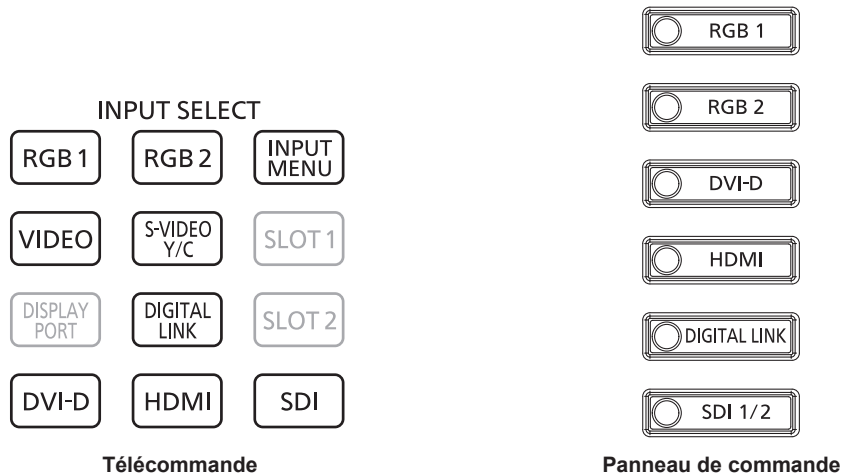 INPUT SELECT
RGB 1
RGB 2
INPUT
MENU
VIDEO
S-VIDEO
Y/C
SLOT 1
DISPLAY
PORT
DIGITAL
LINK
SLOT 2
DVI-D
HDMI
SDI
Télécommande
RGB 1
RGB 2
DVI-D
HDMI
DIGITAL LINK
SDI 1/2
Panneau de commande